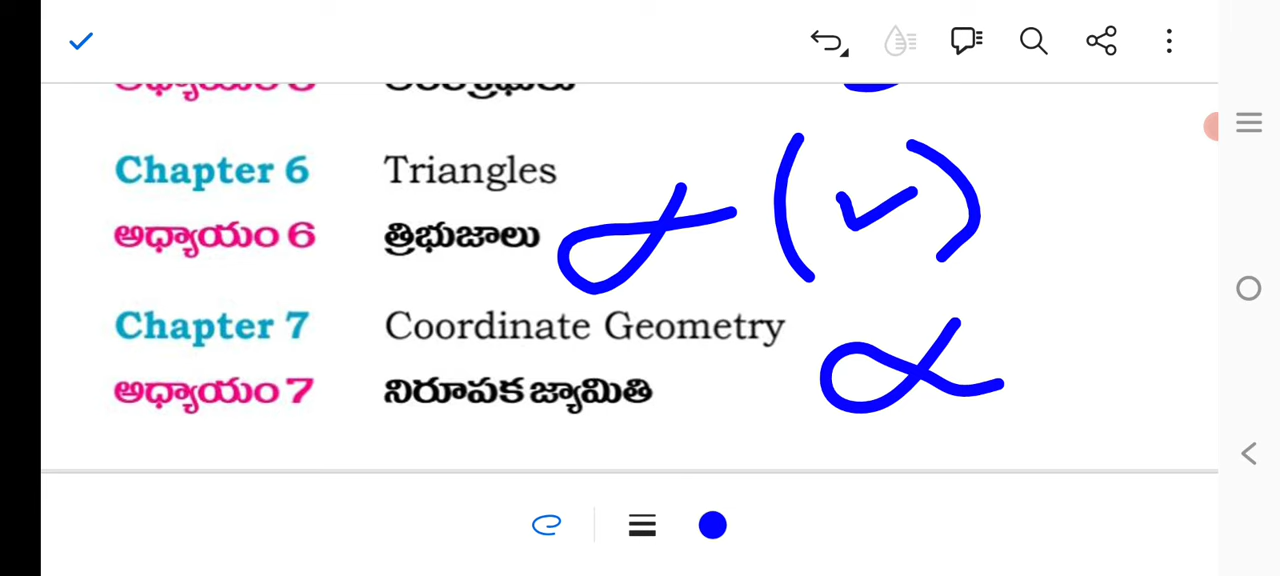 Chapter 6 Triangles
అధ్యాయం 6 త్రిభుజాలు
Chapter 7 Coordinate Geometry
అధ్యాయం 7 నిరూపక జ్యామితి